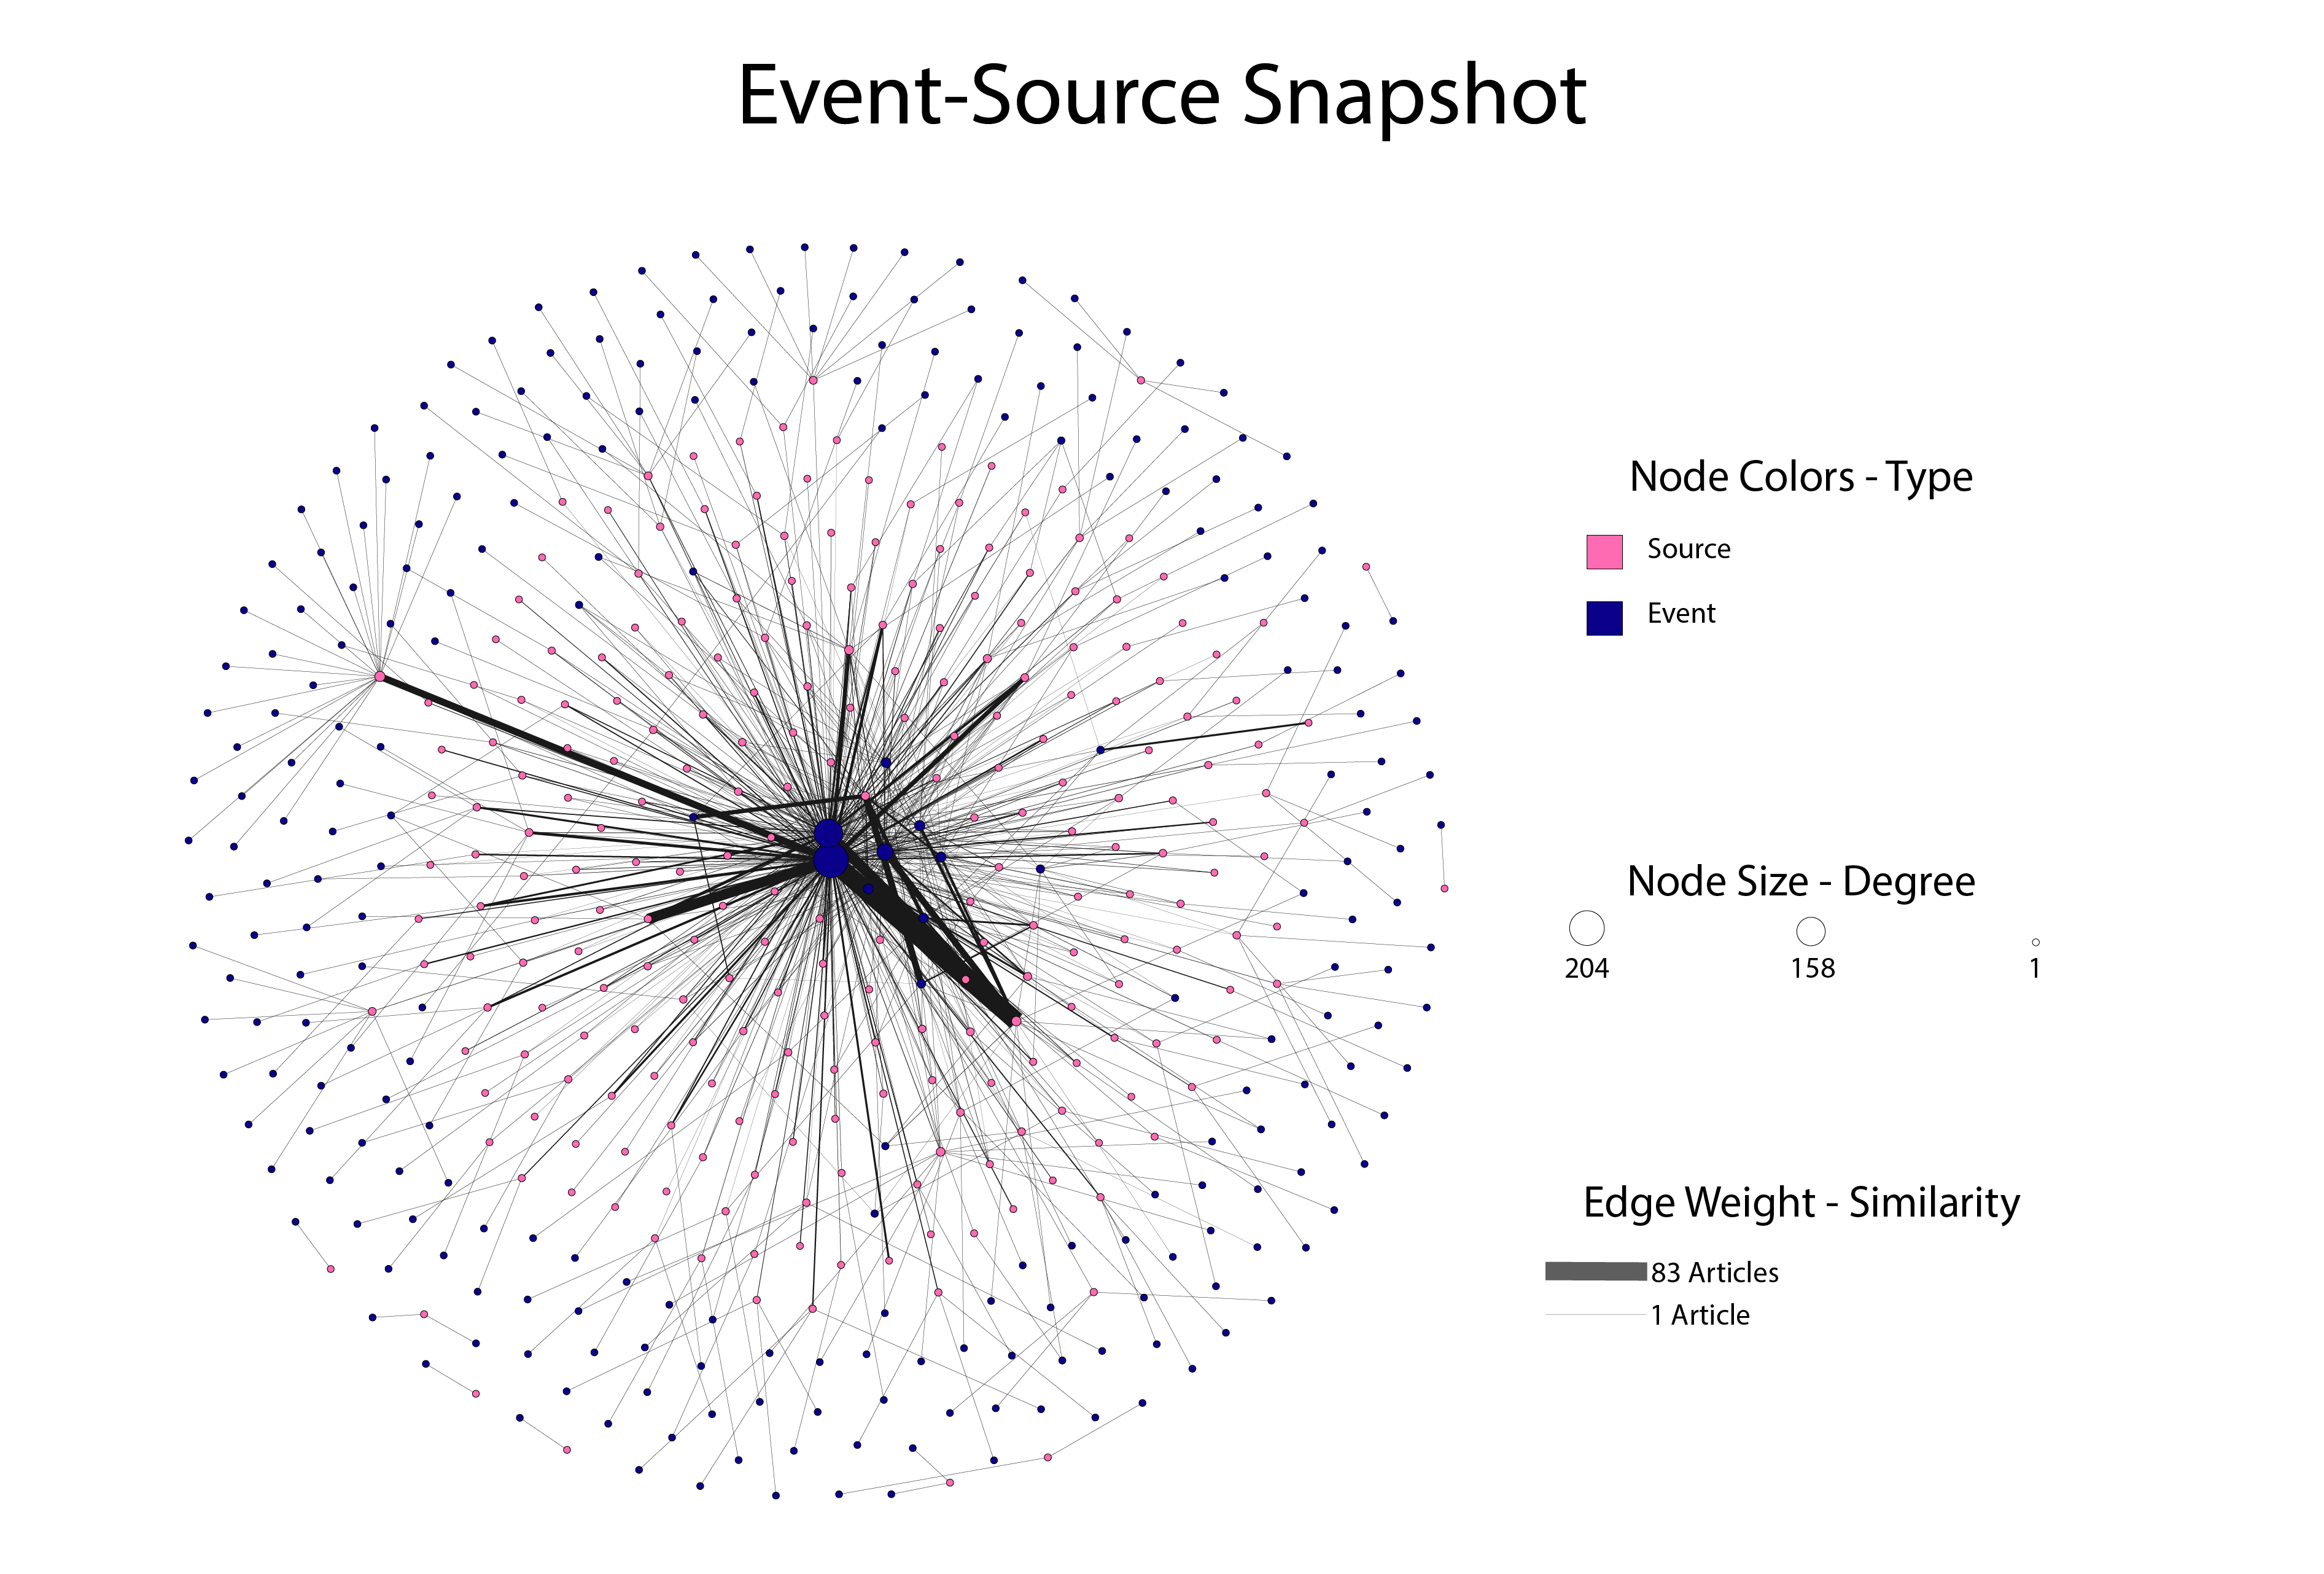 Event-Source Snapshot
Node Colors - Type
Source
Event
Node Size - Degree
204 158 1
Edge Weight - Similarity
83 Articles
1 Article